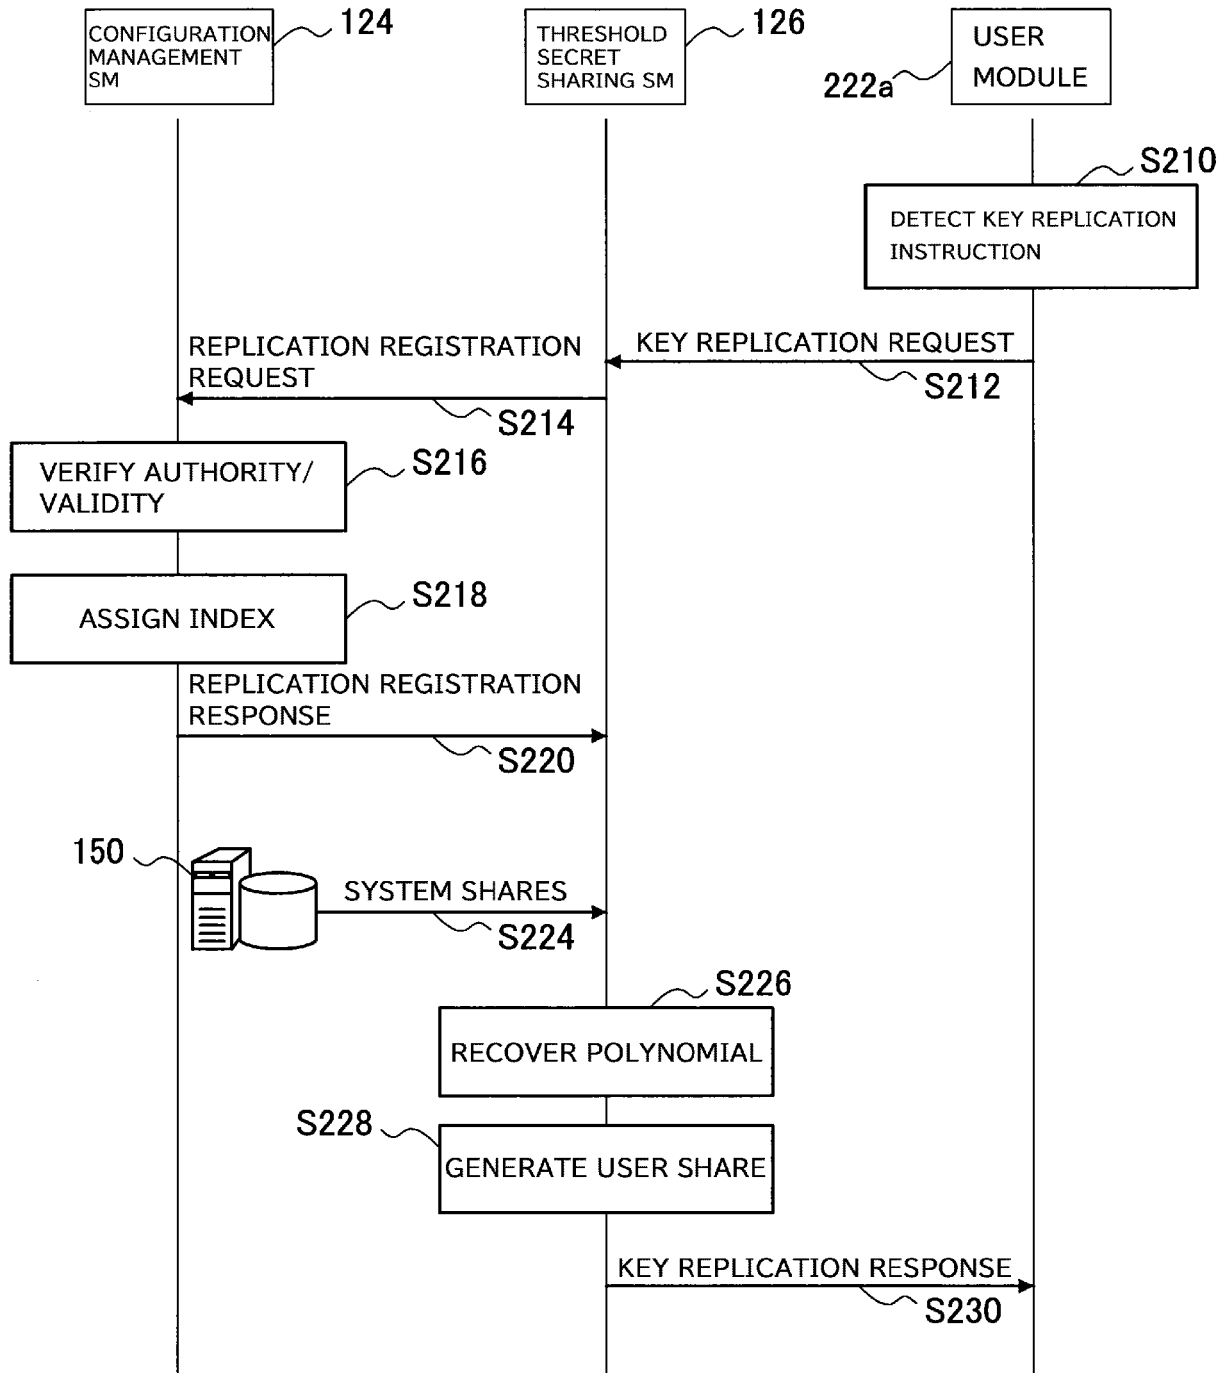 CONFIGURATION
MANAGEMENT
SM
124
THRESHOLD
SECRET
SHARING SM
126
USER
MODULE
222a
S210
DETECT KEY REPLICATION
INSTRUCTION
KEY REPLICATION REQUEST
S212
REPLICATION REGISTRATION
REQUEST
S214
VERIFY AUTHORITY/
VALIDITY
S216
ASSIGN INDEX
S218
REPLICATION REGISTRATION
RESPONSE
S220
150
SYSTEM SHARES
S224
S226
RECOVER POLYNOMIAL
S228
GENERATE USER SHARE
KEY REPLICATION RESPONSE
S230